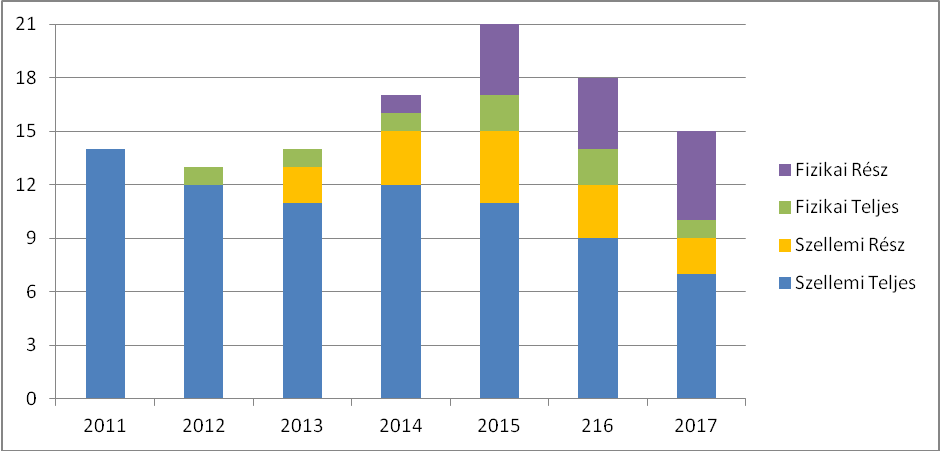 21
18
15
12
9
6
3
0
2011 2012 2013 2014 2015 216 2017
Fizikai Rész
Fizikai Teljes
Szellemi Rész
Szellemi Teljes